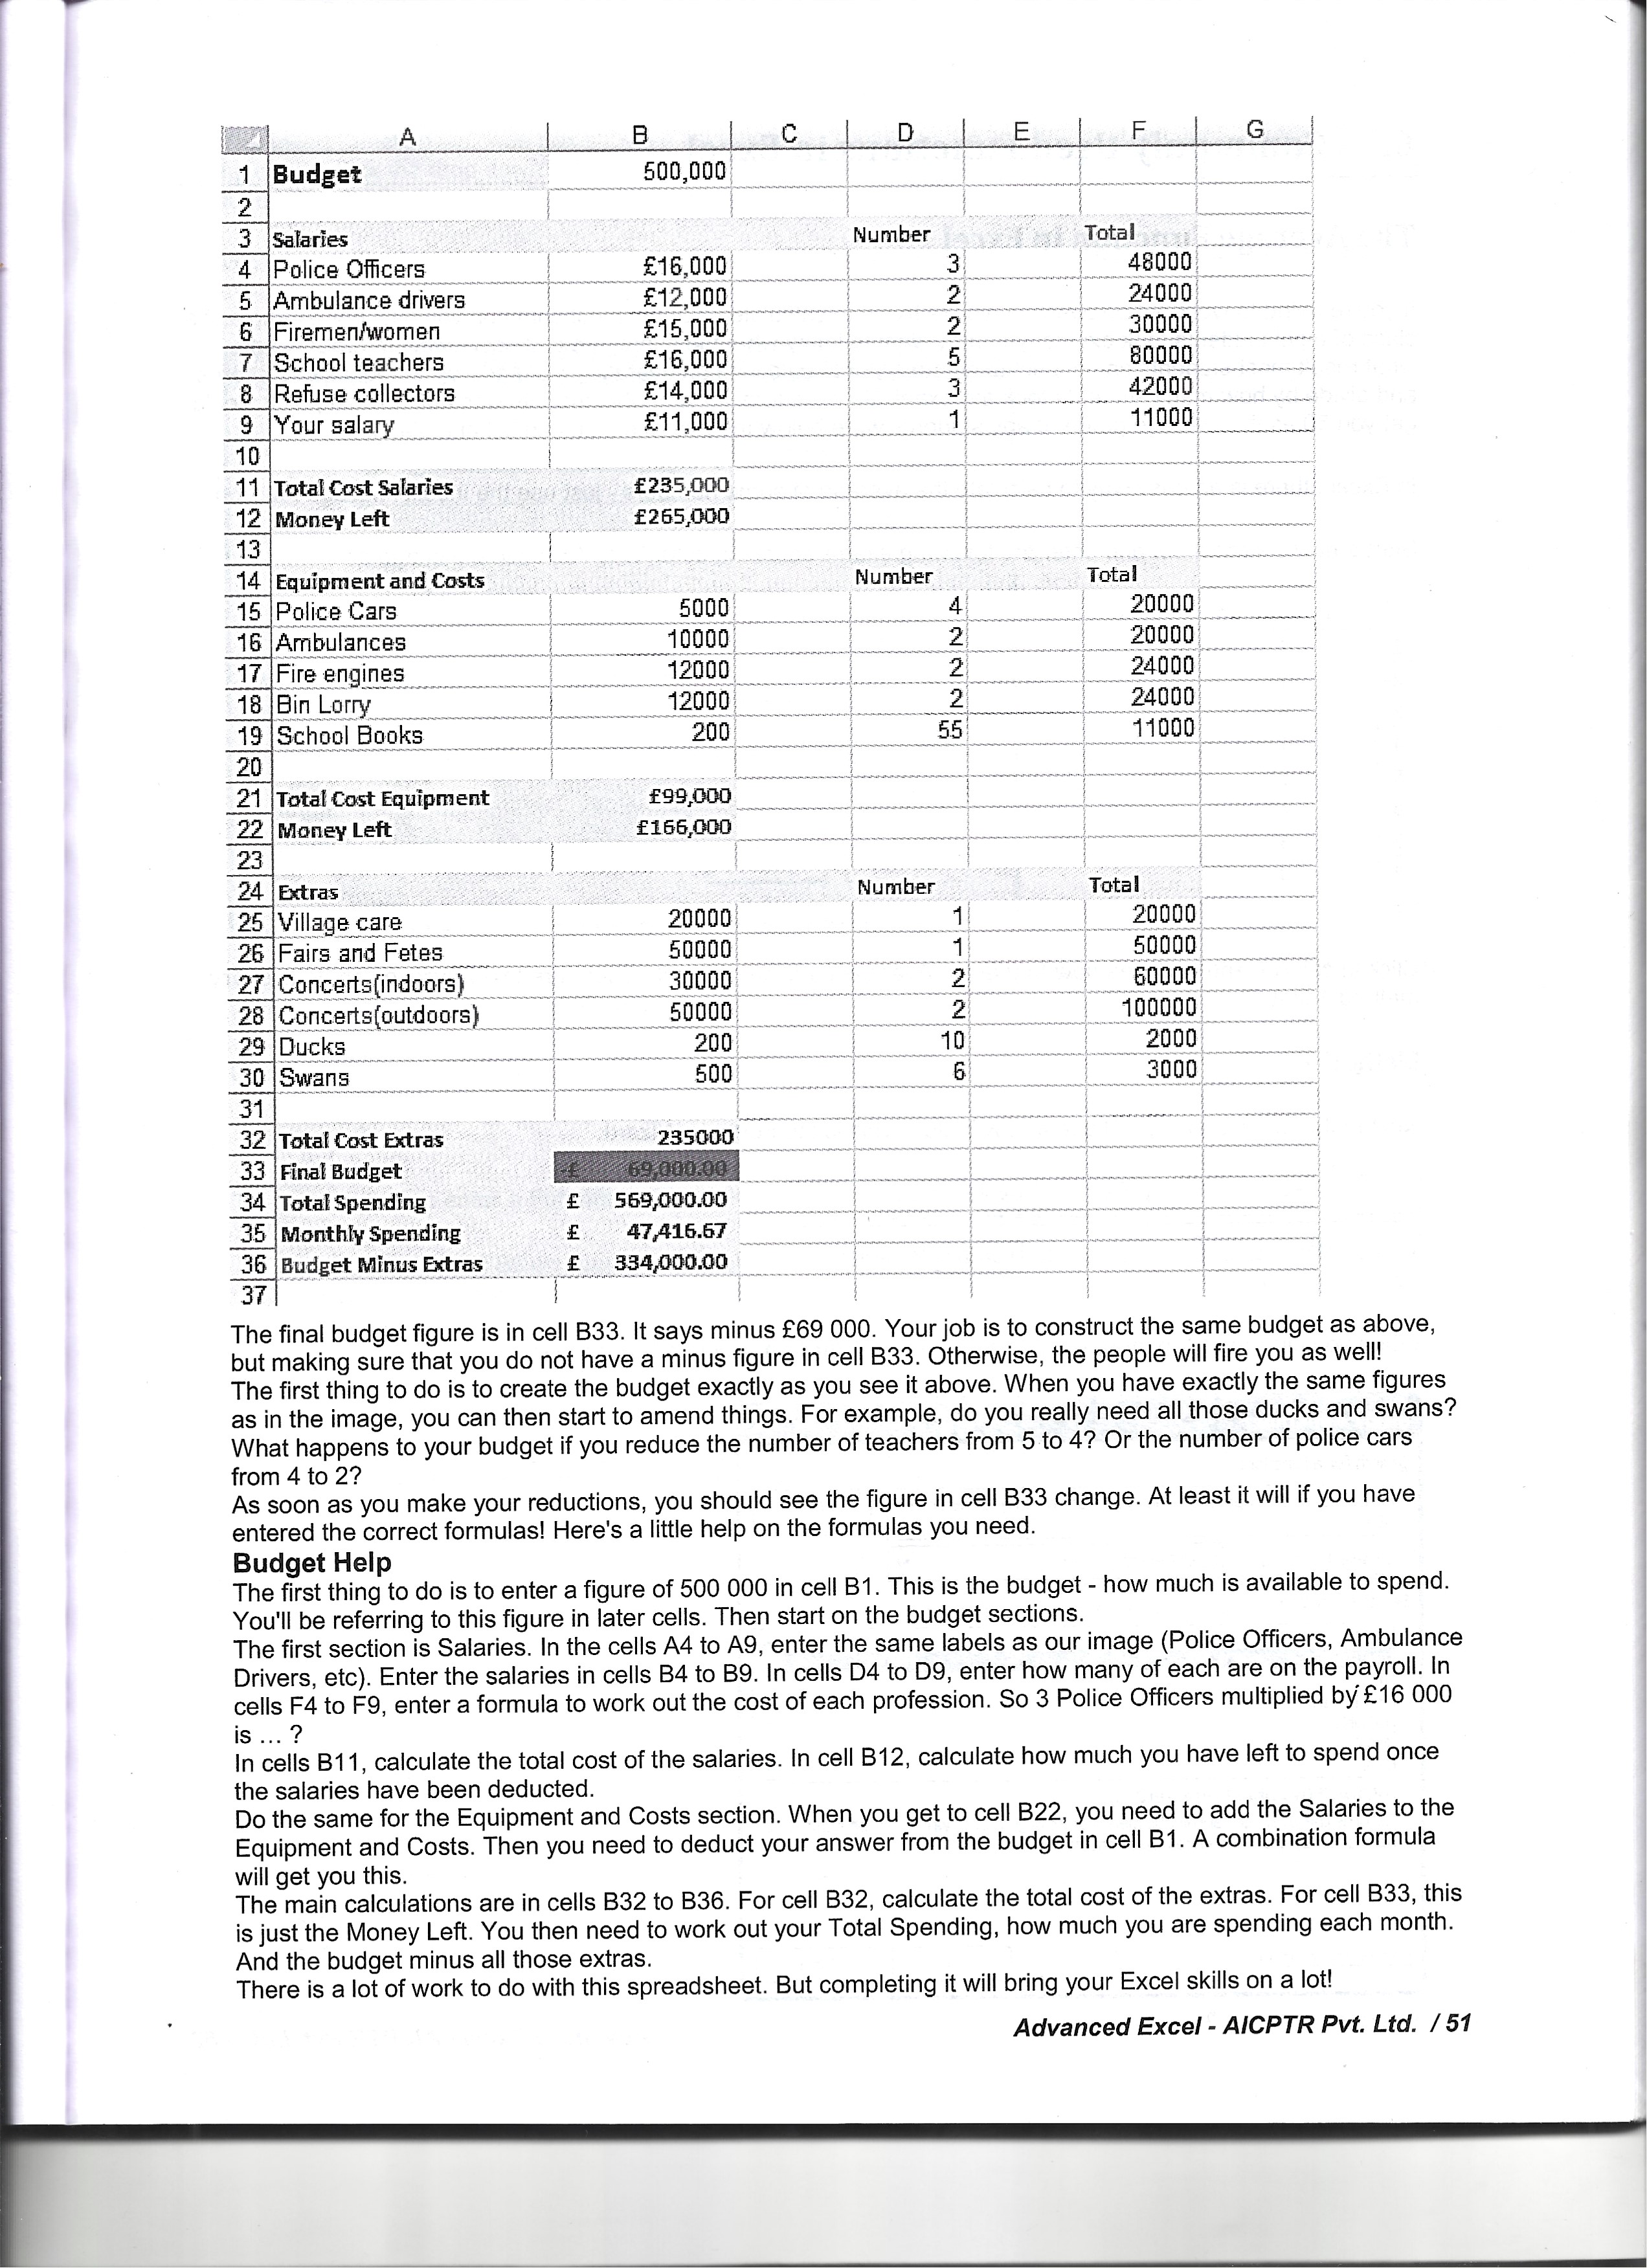 A B C D E F G
1 Budget 500,000
2
3 Salaries Number Total
4 Police Officers £16,000 3 48000
5 Ambulance drivers £12,000 2 24000
6 Firemen/women £15,000 2 30000
7 School teachers £16,000 5 80000
8 Refuse collectors £14,000 3 42000
9 Your salary £11,000 1 11000
10
11 Total Cost Salaries £235,000
12 Money Left £265,000
13
14 Equipment and Costs Number Total
15 Police Cars 5000 4 20000
16 Ambulances 10000 2 20000
17 Fire engines 12000 2 24000
18 Bin Lorry 12000 2 24000
19 School Books 200 55 11000
20
21 Total Cost Equipment £99,000
22 Money Left £166,000
23
24 Extras Number Total
25 Village care 20000 1 20000
26 Fairs and Fetes 50000 1 50000
27 Concerts(indoors) 30000 2 60000
28 Concerts(outdoors) 50000 2 100000
29 Ducks 200 10 2000
30 Swans 500 6 3000
31
32 Total Cost Extras 235000
33 Final Budget -£ 69,000.00
34 Total Spending £ 569,000.00
35 Monthly Spending £ 47,416.67
36 Budget Minus Extras £ 334,000.00
37
The final budget figure is in cell B33. It says minus £69 000. Your job is to construct the same budget as above,
but making sure that you do not have a minus figure in cell B33. Otherwise, the people will fire you as well!
The first thing to do is to create the budget exactly as you see it above. When you have exactly the same figures
as in the image, you can then start to amend things. For example, do you really need all those ducks and swans?
What happens to your budget if you reduce the number of teachers from 5 to 4? Or the number of police cars
from 4 to 2?
As soon as you make your reductions, you should see the figure in cell B33 change. At least it will if you have
entered the correct formulas! Here's a little help on the formulas you need.
Budget Help
The first thing to do is to enter a figure of 500 000 in cell B1. This is the budget - how much is available to spend.
You'll be referring to this figure in later cells. Then start on the budget sections.
The first section is Salaries. In the cells A4 to A9, enter the same labels as our image (Police Officers, Ambulance
Drivers, etc). Enter the salaries in cells B4 to B9. In cells D4 to D9, enter how many of each are on the payroll. In
cells F4 to F9, enter a formula to work out the cost of each profession. So 3 Police Officers multiplied by £16 000
is ... ?
In cells B11, calculate the total cost of the salaries. In cell B12, calculate how much you have left to spend once
the salaries have been deducted.
Do the same for the Equipment and Costs section. When you get to cell B22, you need to add the Salaries to the
Equipment and Costs. Then you need to deduct your answer from the budget in cell B1. A combination formula
will get you this.
The main calculations are in cells B32 to B36. For cell B32, calculate the total cost of the extras. For cell B33, this
is just the Money Left. You then need to work out your Total Spending, how much you are spending each month.
And the budget minus all those extras.
There is a lot of work to do with this spreadsheet. But completing it will bring your Excel skills on a lot!
Advanced Excel - AICPTR Pvt. Ltd. / 51